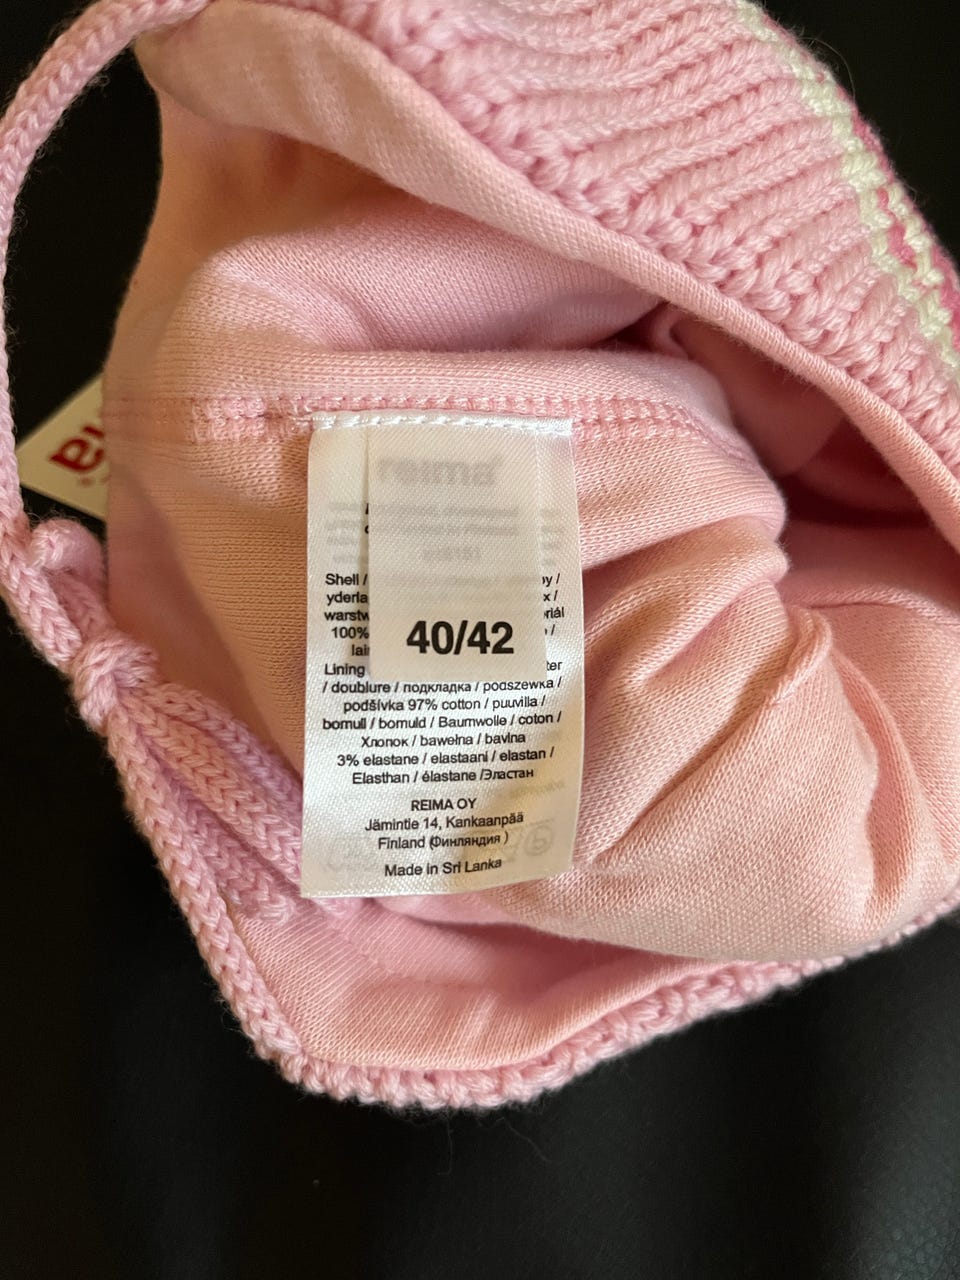 reima
40/42
Shell /
yderla
warstw
100%
lai
Lining
/ doublure / подкладка / podszewka /
podšívka 97% cotton / puuvilla /
bomull / bomuld / Baumwolle / coton /
Хлопок / bawełna / bavlna
3% elastane / elastaani / elastan /
Elasthan / élastane /Эластан
REIMA OY
Jämintie 14, Kankaanpää
Finland (Финляндия )
Made in Sri Lanka